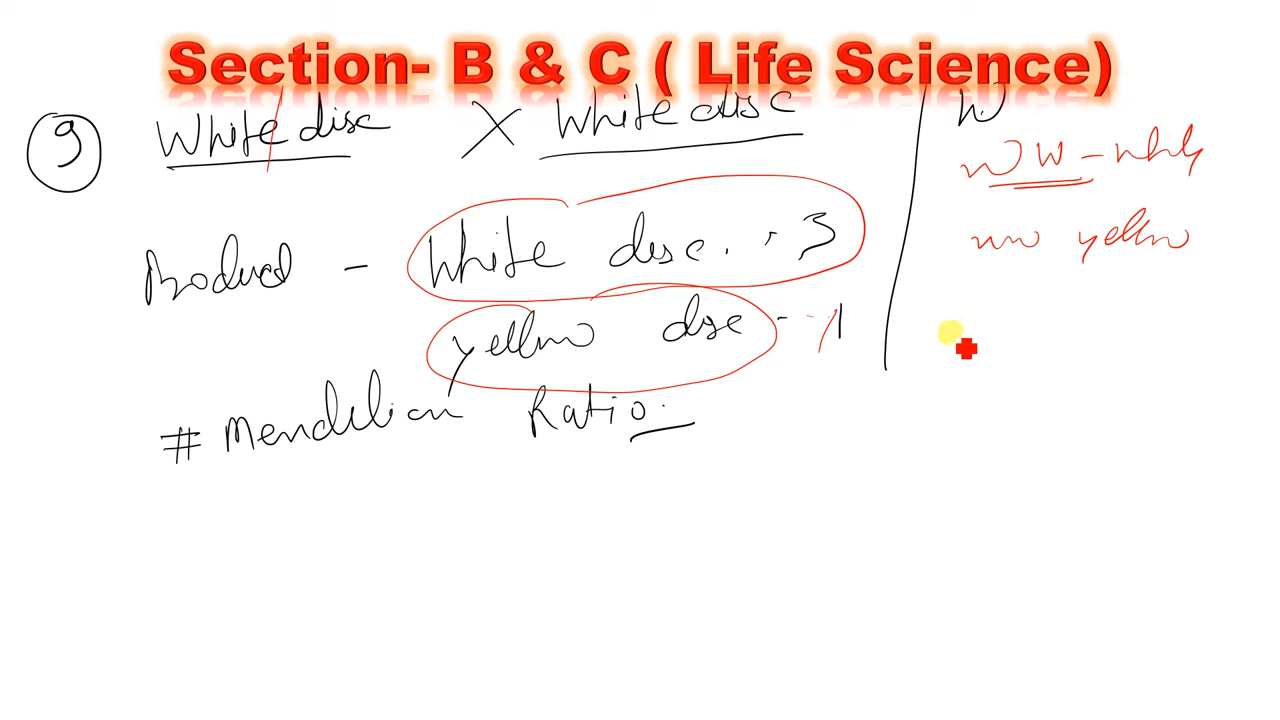 Section- B & C ( Life Science)
9 White disc X White disc
Product - White disc. . 3
yellow disc - - 1
# Mendelian Ratio.
W
WW - white
ww yellow